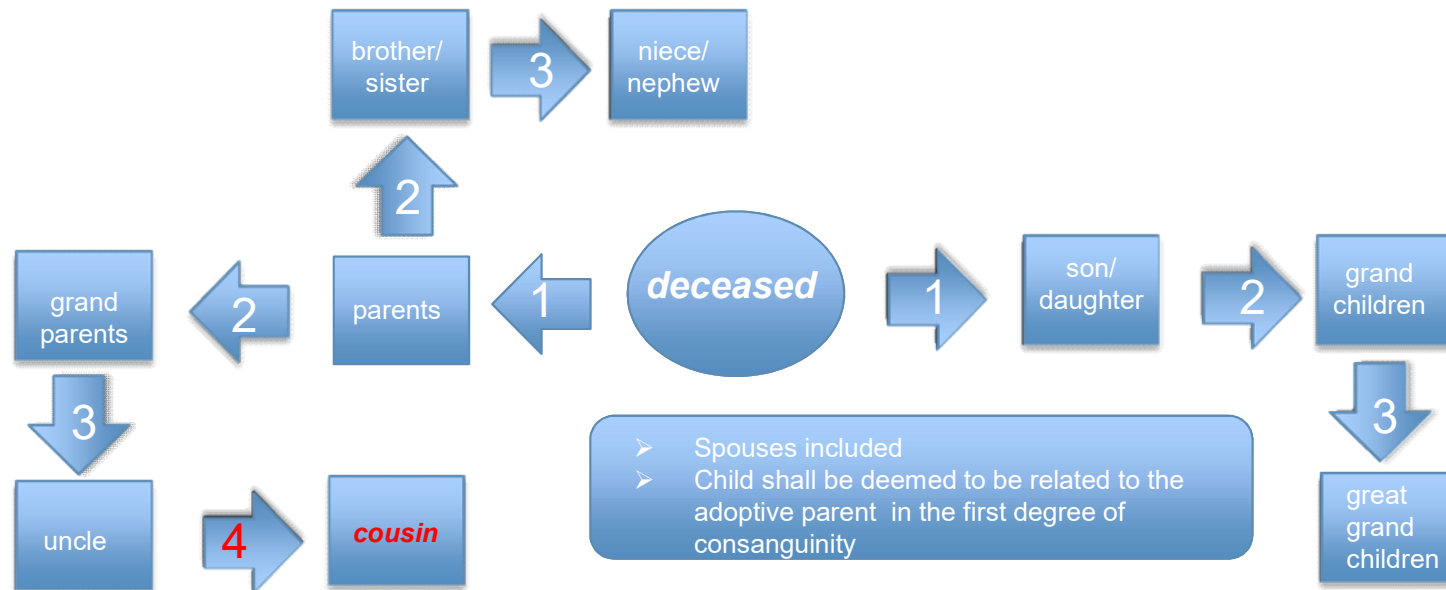 brother/
sister
3
niece/
nephew
2
grand
parents
2
parents
1
deceased
1
son/
daughter
2
grand
children
3
3
uncle
4
cousin
➢ Spouses included
➢ Child shall be deemed to be related to the
adoptive parent in the first degree of
consanguinity
great
grand
children